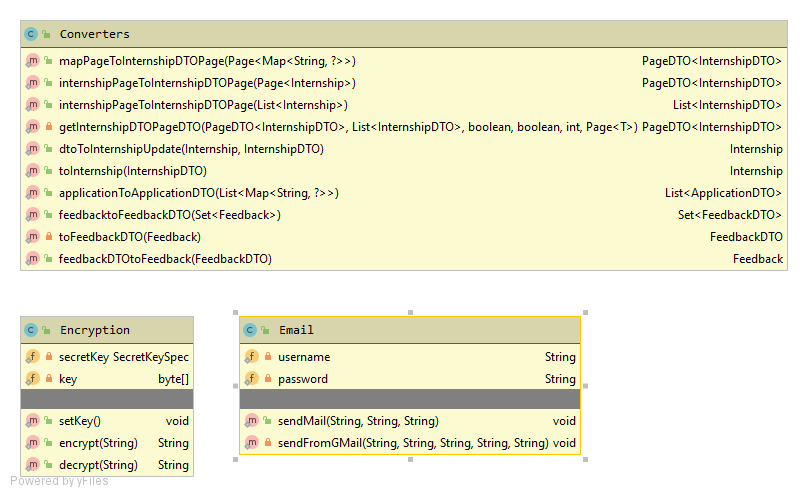 Converters
mapPageToInternshipDTOPage(Page<Map<String, ?>>) PageDTO<InternshipDTO>
internshipPageToInternshipDTOPage(Page<Internship>) PageDTO<InternshipDTO>
internshipPageToInternshipDTOPage(List<Internship>) List<InternshipDTO>
getInternshipDTOPageDTO(PageDTO<InternshipDTO>, List<InternshipDTO>, boolean, boolean, int, Page<T>) PageDTO<InternshipDTO>
dtoToInternshipUpdate(Internship, InternshipDTO) Internship
toInternship(InternshipDTO) Internship
applicationToApplicationDTO(List<Map<String, ?>>) List<ApplicationDTO>
feedbacktoFeedbackDTO(Set<Feedback>) Set<FeedbackDTO>
toFeedbackDTO(Feedback) FeedbackDTO
feedbackDTOtoFeedback(FeedbackDTO) Feedback
Encryption
secretKey SecretKeySpec
key byte[]
setKey() void
encrypt(String) String
decrypt(String) String
Email
username String
password String
sendMail(String, String, String) void
sendFromGMail(String, String, String, String, String) void
Powered by yFiles